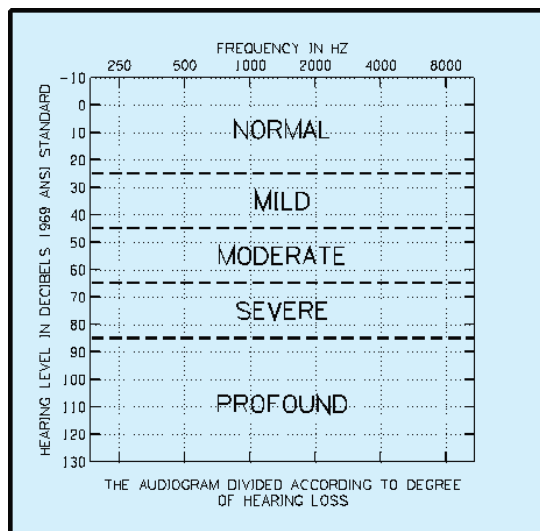 FREQUENCY IN HZ
250 500 1000 2000 4000 8000
HEARING LEVEL IN DECIBELS 1969 ANSI STANDARD
-10
0
10
NORMAL
20
30
MILD
40
50
MODERATE
60
70
SEVERE
80
90
100
PROFOUND
110
120
130
THE AUDIOGRAM DIVIDED ACCORDING TO DEGREE
OF HEARING LOSS